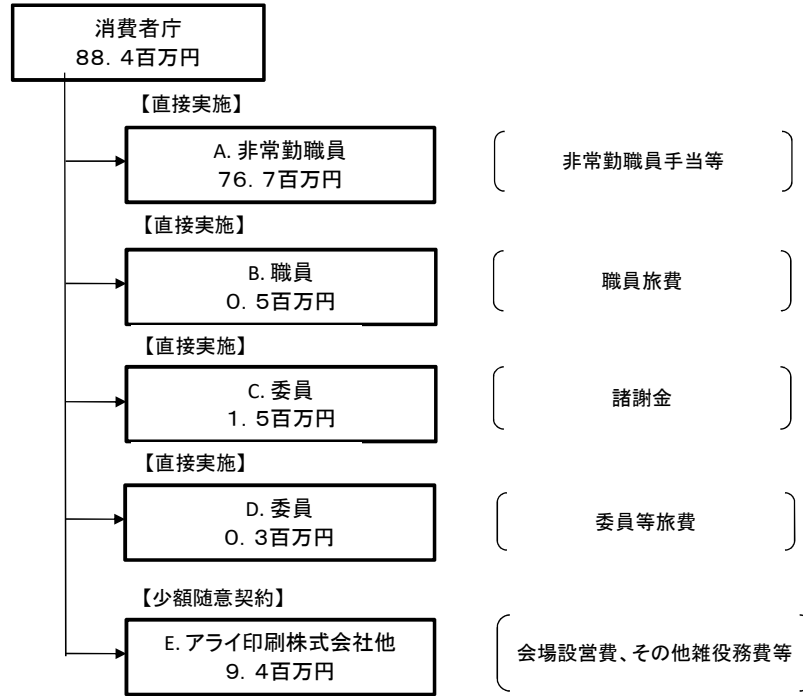 消費者庁
８８．４百万円
【直接実施】
A. 非常勤職員
７６．７百万円
非常勤職員手当等
【直接実施】
B. 職員
０．５百万円
職員旅費
【直接実施】
C. 委員
１．５百万円
諸謝金
【直接実施】
D. 委員
０．３百万円
委員等旅費
【少額随意契約】
E. アライ印刷株式会社他
９．４百万円
会場設営費、その他雑役務費等